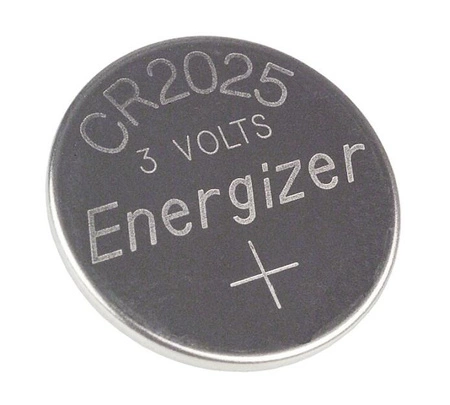 CR2025
3 VOLTS
Energizer
+